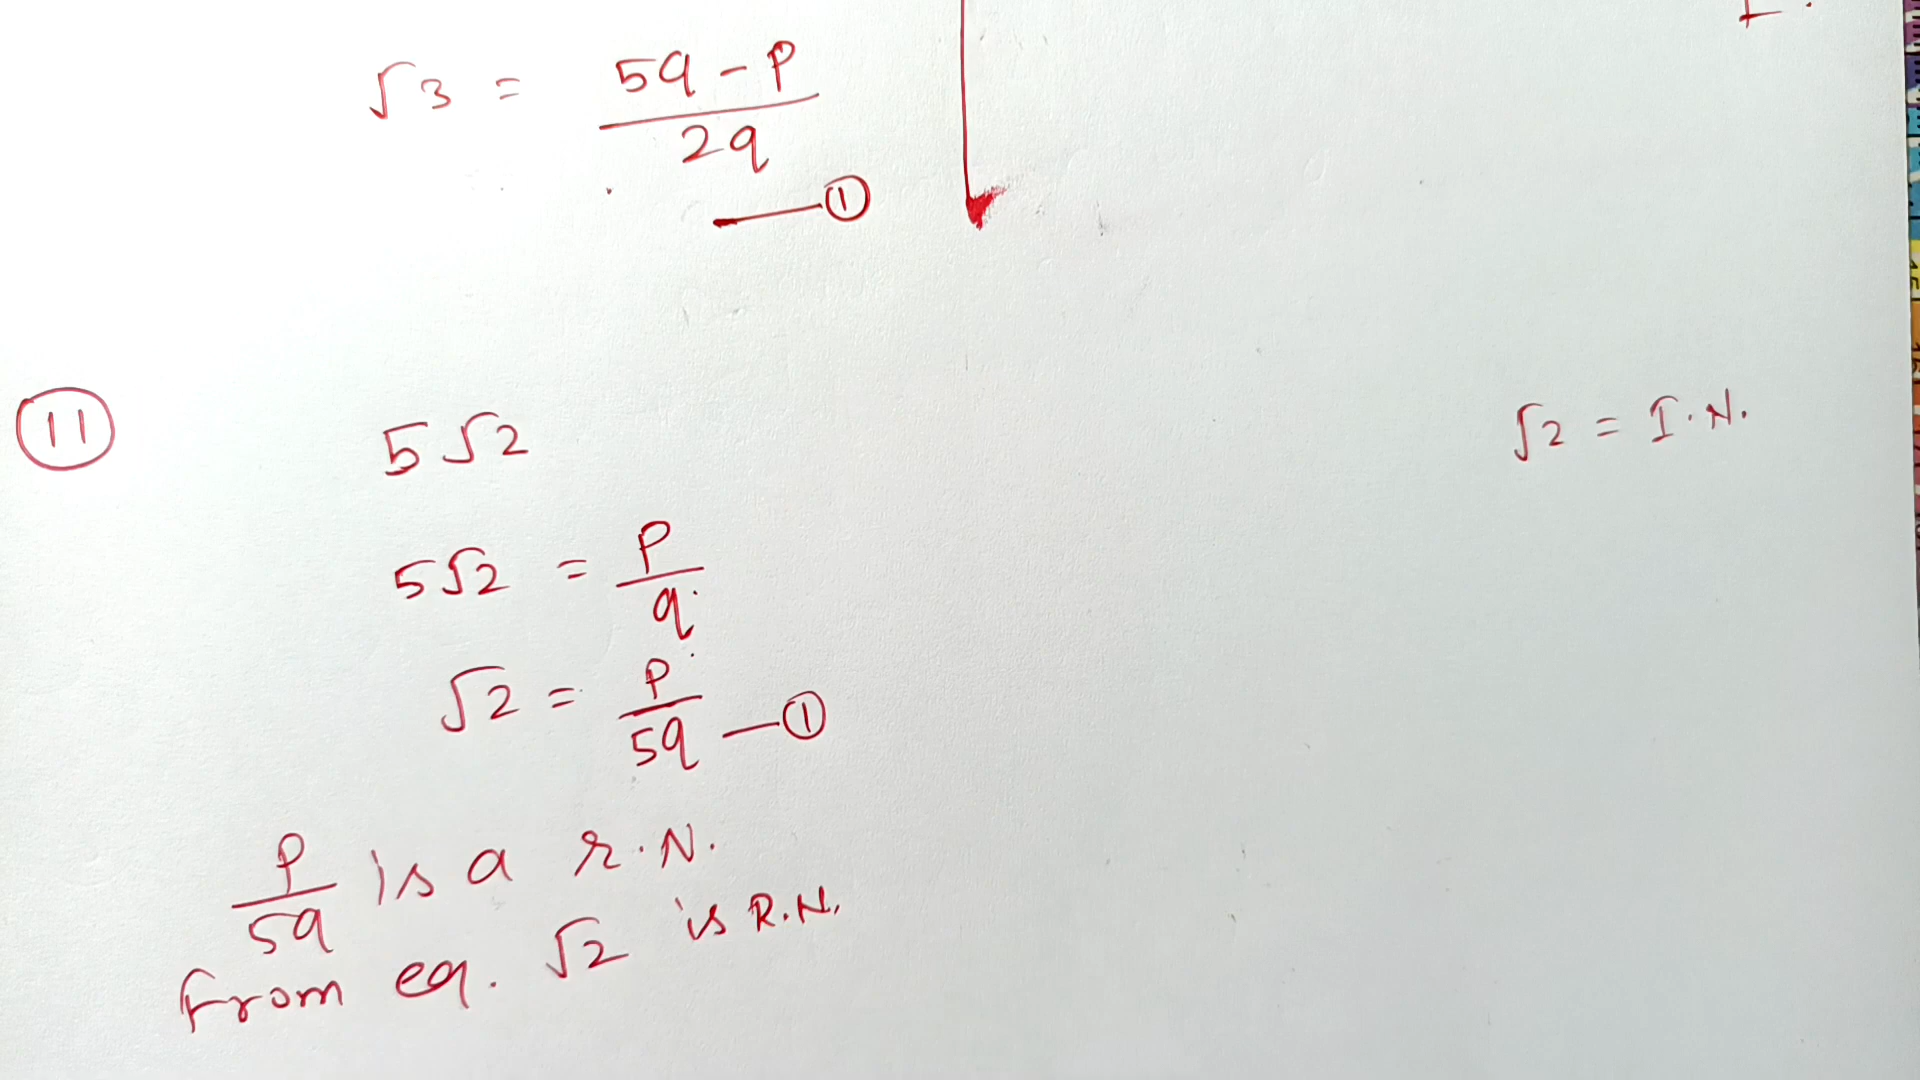 √3 = (5q - p) / 2q
— ①
⑪ 5√2
√2 = I.N.
5√2 = p/q
√2 = p/5q — ①
p/5q is a r.N.
From eq. √2 is R.N.